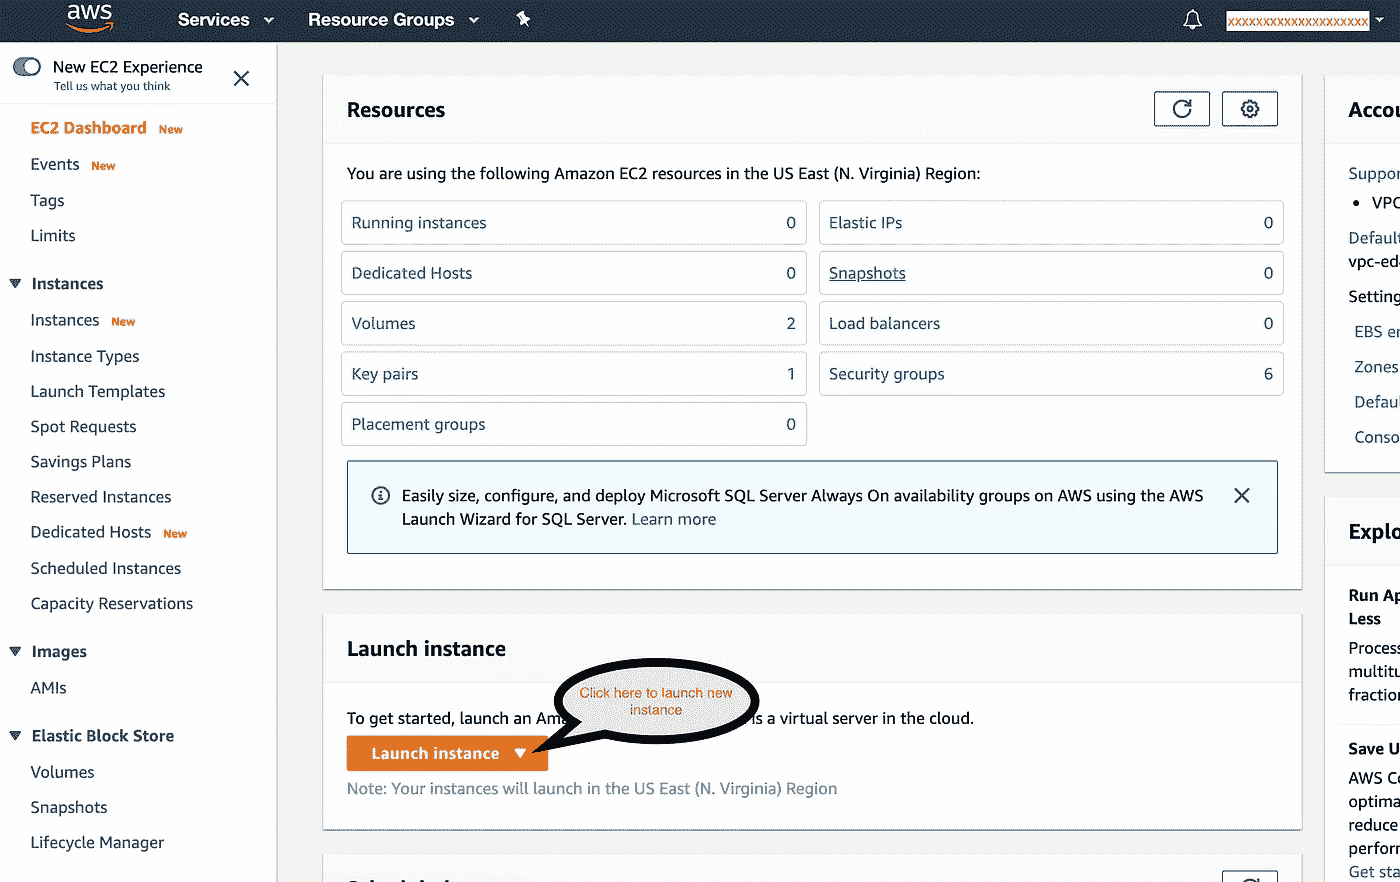 aws
Services
Resource Groups
xxxxxxxxxxxxxxxxxxxx
New EC2 Experience
Tell us what you think
EC2 Dashboard New
Events New
Tags
Limits
Instances
Instances New
Instance Types
Launch Templates
Spot Requests
Savings Plans
Reserved Instances
Dedicated Hosts New
Scheduled Instances
Capacity Reservations
Images
AMIs
Elastic Block Store
Volumes
Snapshots
Lifecycle Manager
Resources
You are using the following Amazon EC2 resources in the US East (N. Virginia) Region:
Running instances 0
Elastic IPs 0
Dedicated Hosts 0
Snapshots 0
Volumes 2
Load balancers 0
Key pairs 1
Security groups 6
Placement groups 0
Easily size, configure, and deploy Microsoft SQL Server Always On availability groups on AWS using the AWS
Launch Wizard for SQL Server. Learn more
Launch instance
Click here to launch new
instance
To get started, launch an Ama is a virtual server in the cloud.
Launch instance
Note: Your instances will launch in the US East (N. Virginia) Region
Accou
Suppor
VPC
Default
vpc-ed
Setting
EBS en
Zones
Defaul
Conso
Explo
Run Ap
Less
Process
multitu
fraction
Save U
AWS Co
optima
reduce
perforr
Get sta